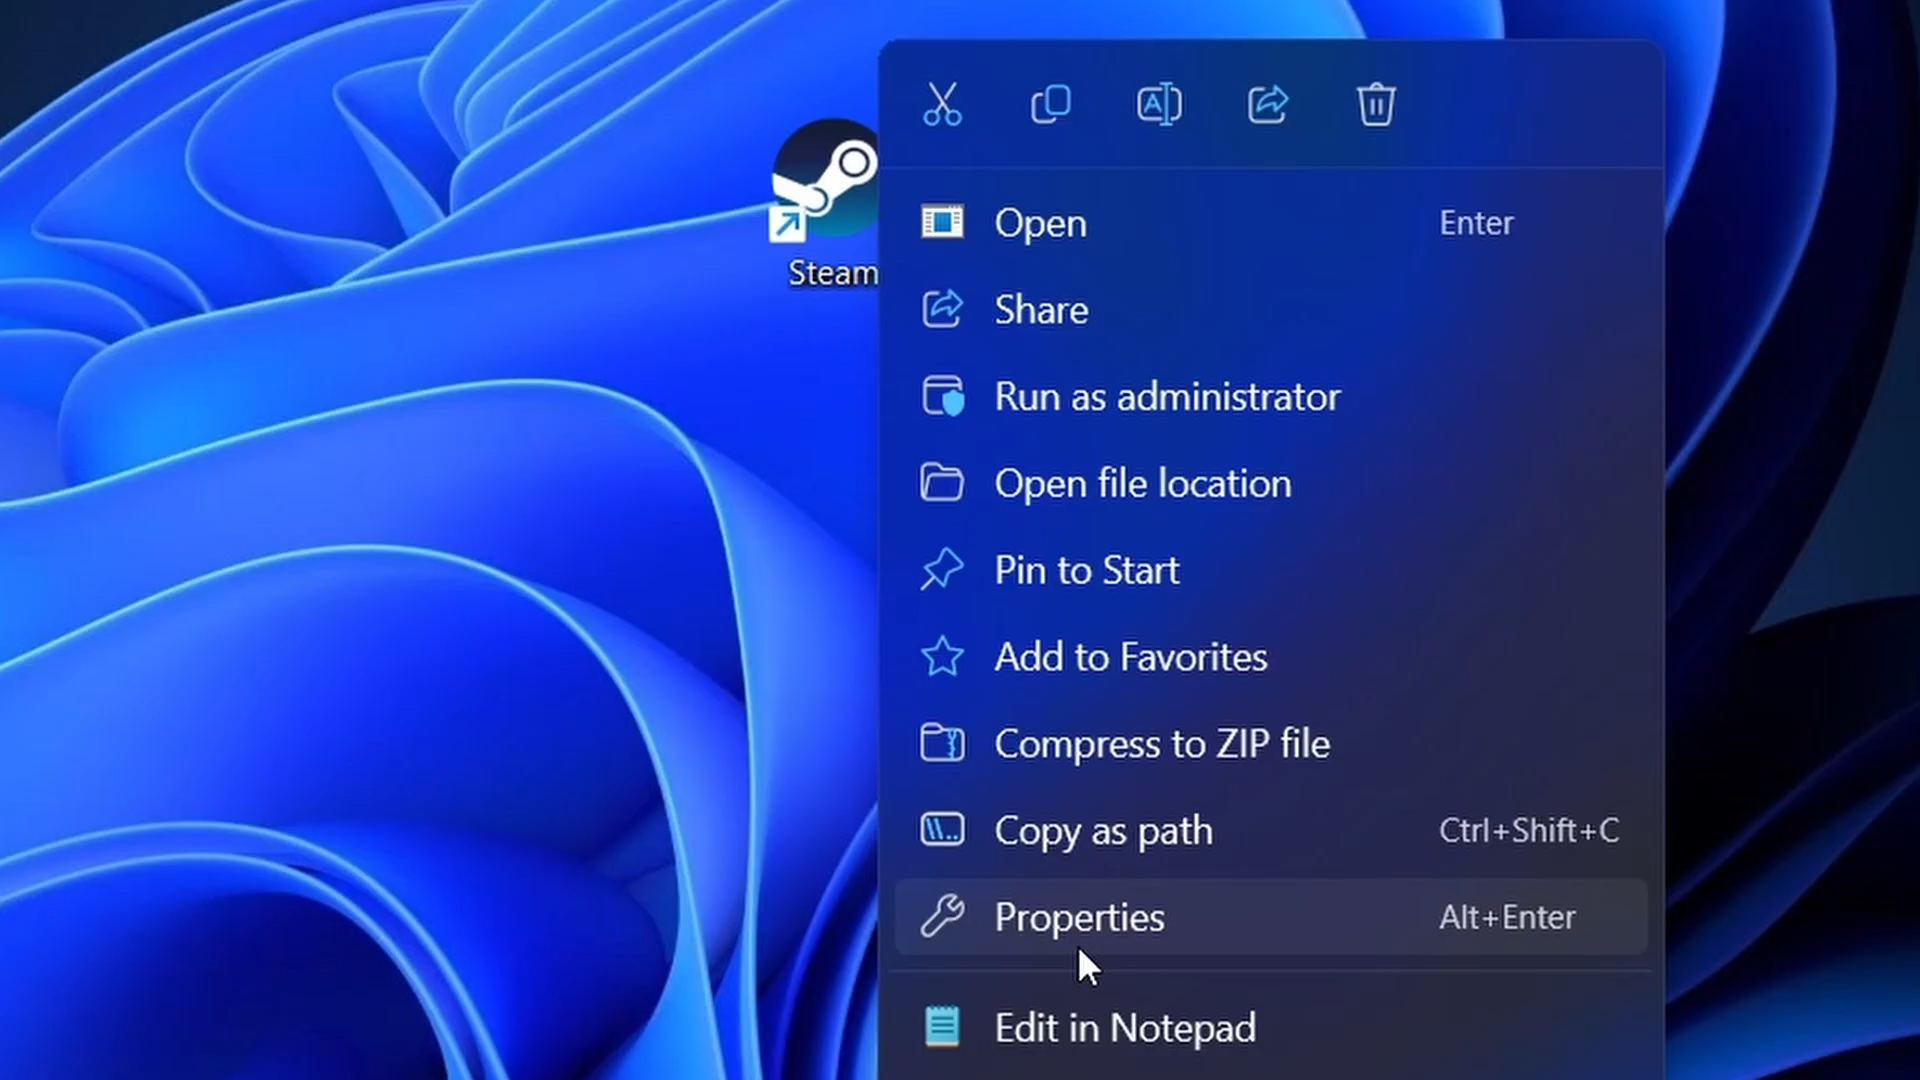 Steam
Open Enter
Share
Run as administrator
Open file location
Pin to Start
Add to Favorites
Compress to ZIP file
Copy as path Ctrl+Shift+C
Properties Alt+Enter
Edit in Notepad